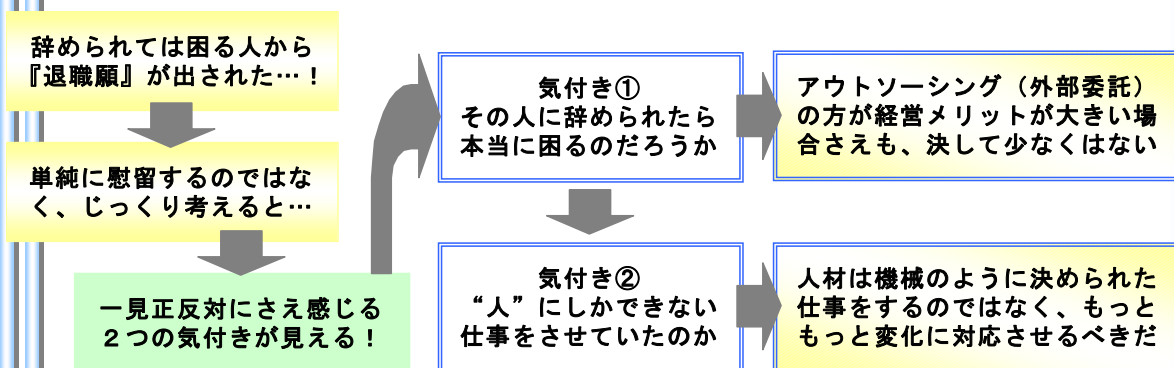 辞められては困る人から
『退職願』が出された…！
単純に慰留するのではな
く、じっくり考えると…
一見正反対にさえ感じる
２つの気付きが見える！
気付き①
その人に辞められたら
本当に困るのだろうか
アウトソーシング（外部委託）
の方が経営メリットが大きい場
合さえも、決して少なくはない
気付き②
“人”にしかできない
仕事をさせていたのか
人材は機械のように決められた
仕事をするのではなく、もっと
もっと変化に対応させるべきだ